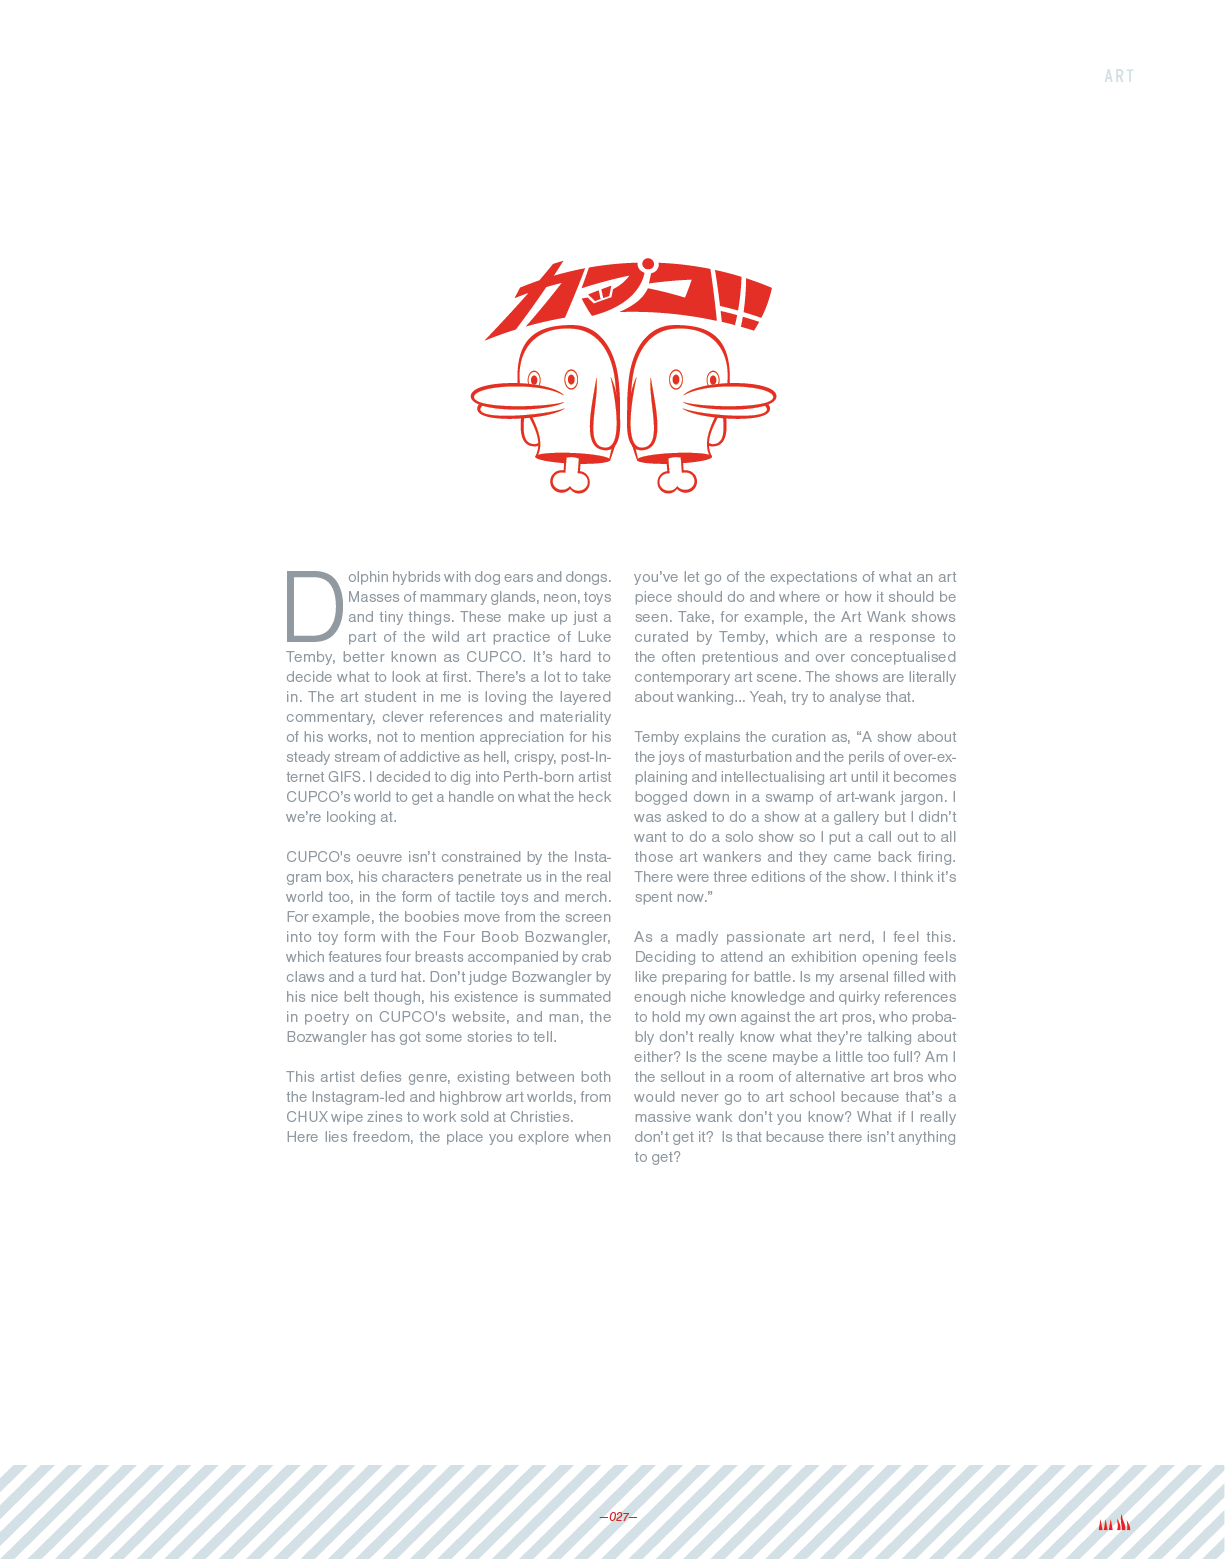 ART
カプコ!!
Dolphin hybrids with dog ears and dongs.
Masses of mammary glands, neon, toys
and tiny things. These make up just a
part of the wild art practice of Luke
Temby, better known as CUPCO. It’s hard to
decide what to look at first. There’s a lot to take
in. The art student in me is loving the layered
commentary, clever references and materiality
of his works, not to mention appreciation for his
steady stream of addictive as hell, crispy, post-In-
ternet GIFS. I decided to dig into Perth-born artist
CUPCO’s world to get a handle on what the heck
we’re looking at.
CUPCO's oeuvre isn’t constrained by the Insta-
gram box, his characters penetrate us in the real
world too, in the form of tactile toys and merch.
For example, the boobies move from the screen
into toy form with the Four Boob Bozwangler,
which features four breasts accompanied by crab
claws and a turd hat. Don’t judge Bozwangler by
his nice belt though, his existence is summated
in poetry on CUPCO's website, and man, the
Bozwangler has got some stories to tell.
This artist defies genre, existing between both
the Instagram-led and highbrow art worlds, from
CHUX wipe zines to work sold at Christies.
Here lies freedom, the place you explore when
you’ve let go of the expectations of what an art
piece should do and where or how it should be
seen. Take, for example, the Art Wank shows
curated by Temby, which are a response to
the often pretentious and over conceptualised
contemporary art scene. The shows are literally
about wanking... Yeah, try to analyse that.
Temby explains the curation as, “A show about
the joys of masturbation and the perils of over-ex-
plaining and intellectualising art until it becomes
bogged down in a swamp of art-wank jargon. I
was asked to do a show at a gallery but I didn’t
want to do a solo show so I put a call out to all
those art wankers and they came back firing.
There were three editions of the show. I think it’s
spent now.”
As a madly passionate art nerd, I feel this.
Deciding to attend an exhibition opening feels
like preparing for battle. Is my arsenal filled with
enough niche knowledge and quirky references
to hold my own against the art pros, who proba-
bly don’t really know what they’re talking about
either? Is the scene maybe a little too full? Am I
the sellout in a room of alternative art bros who
would never go to art school because that’s a
massive wank don’t you know? What if I really
don’t get it?  Is that because there isn’t anything
to get?
—027—